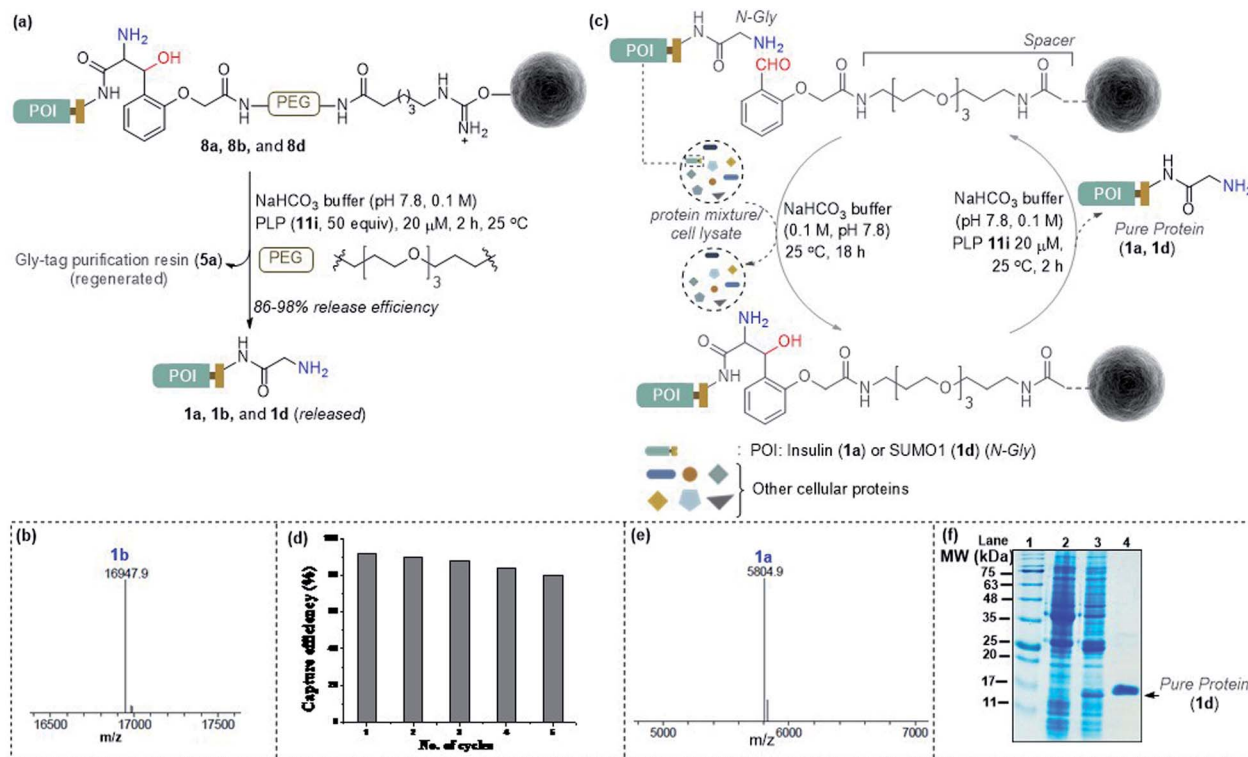 (a)
NH₂
OH
O
NH
POI
O
O
N
H
PEG
H
N
O
( )₃
H
N
O
NH₂
+
8a, 8b, and 8d
NaHCO₃ buffer (pH 7.8, 0.1 M)
PLP (11i, 50 equiv), 20 μM, 2 h, 25 ºC
Gly-tag purification resin (5a)
(regenerated)
PEG
O
3
86-98% release efficiency
H
N
NH₂
POI
O
1a, 1b, and 1d (released)
(c)
N-Gly
H
N
NH₂
POI
O
CHO
Spacer
O
O
N
H
O
3
N
H
O
protein mixture/
cell lysate
NaHCO₃ buffer
(0.1 M, pH 7.8)
25 ºC, 18 h
NaHCO₃ buffer
(pH 7.8, 0.1 M)
PLP 11i 20 μM,
25 ºC, 2 h
H
N
NH₂
POI
O
Pure Protein
(1a, 1d)
NH₂
OH
O
NH
POI
O
O
N
H
O
3
N
H
O
: POI: Insulin (1a) or SUMO1 (1d) (N-Gly)
Other cellular proteins
(b)
1b
16947.9
16500 17000 17500
m/z
(d)
Capture efficiency (%)
1 2 3 4 5
No. of cycles
(e)
1a
5804.9
5000 6000 7000
m/z
(f)
Lane 1 2 3 4
MW (kDa)
75
63
48
35
25
20
17
11
Pure Protein
(1d)